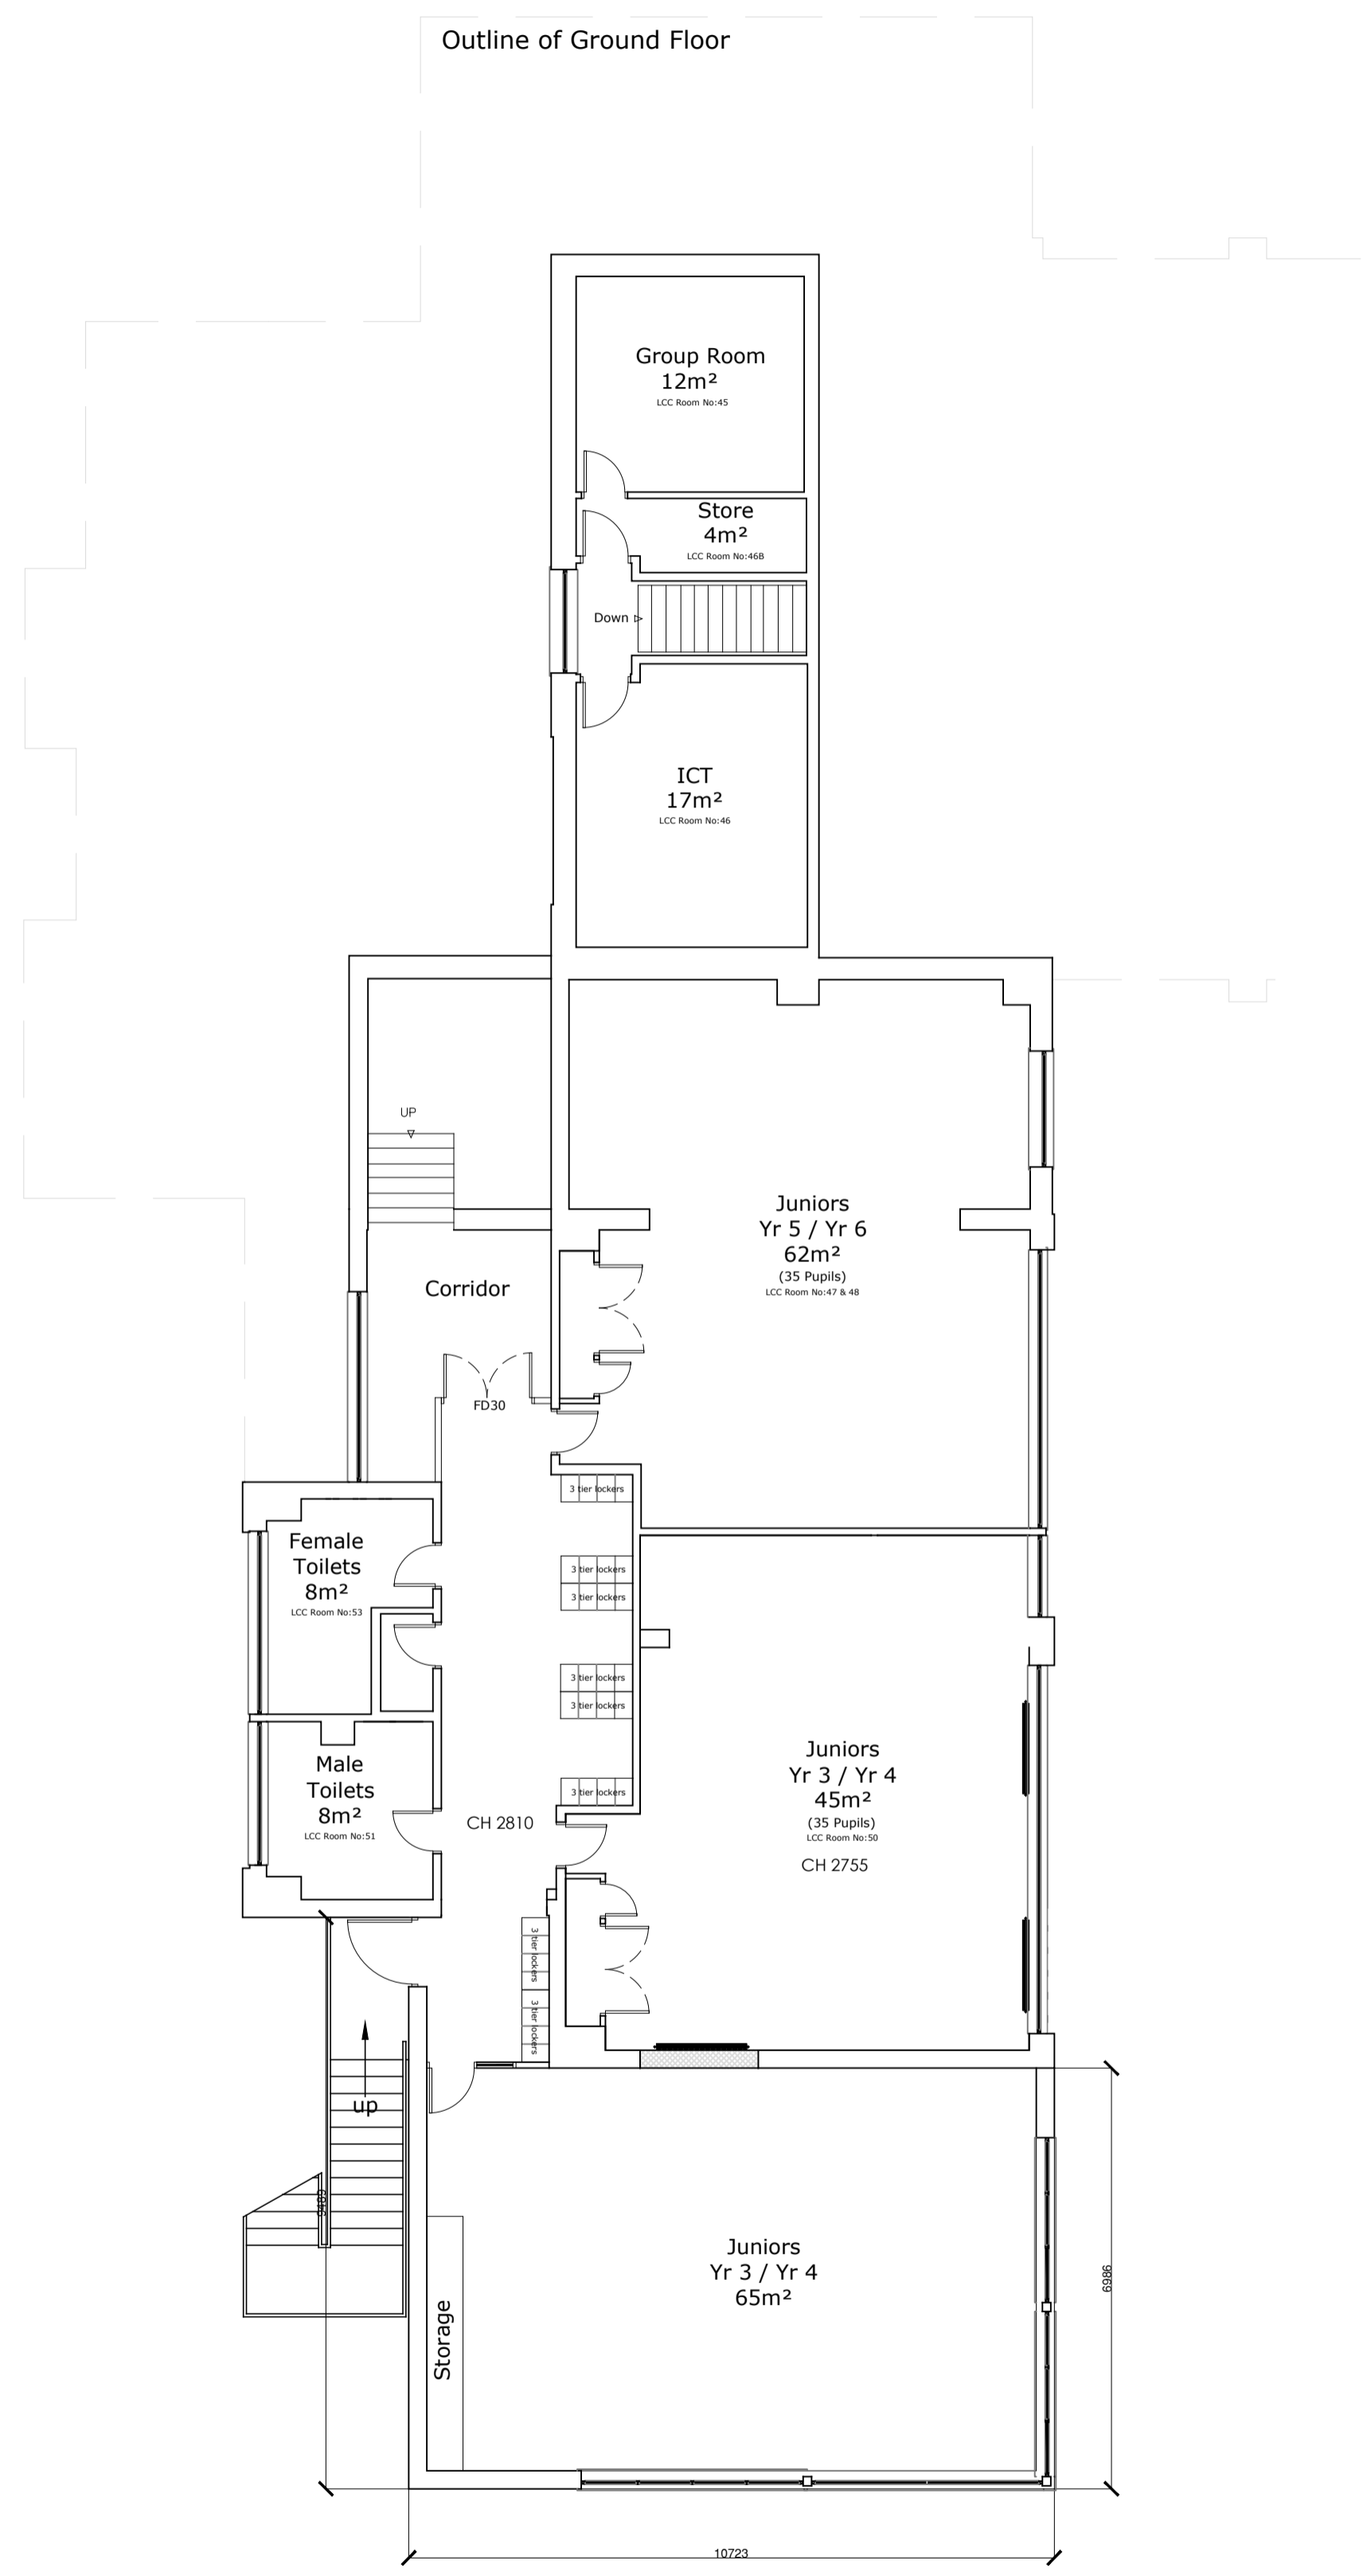 Outline of Ground Floor
Group Room
12m²
LCC Room No:45
Store
4m²
LCC Room No:46B
Down
ICT
17m²
LCC Room No:46
UP
Juniors
Yr 5 / Yr 6
62m²
(35 Pupils)
LCC Room No:47 & 48
Corridor
FD30
3 tier lockers
Female
Toilets
8m²
LCC Room No:53
3 tier lockers
3 tier lockers
3 tier lockers
3 tier lockers
Male
Toilets
8m²
LCC Room No:51
3 tier lockers
CH 2810
Juniors
Yr 3 / Yr 4
45m²
(35 Pupils)
LCC Room No:50
CH 2755
3 tier lockers
3 tier lockers
up
9489
Juniors
Yr 3 / Yr 4
65m²
6986
Storage
10723